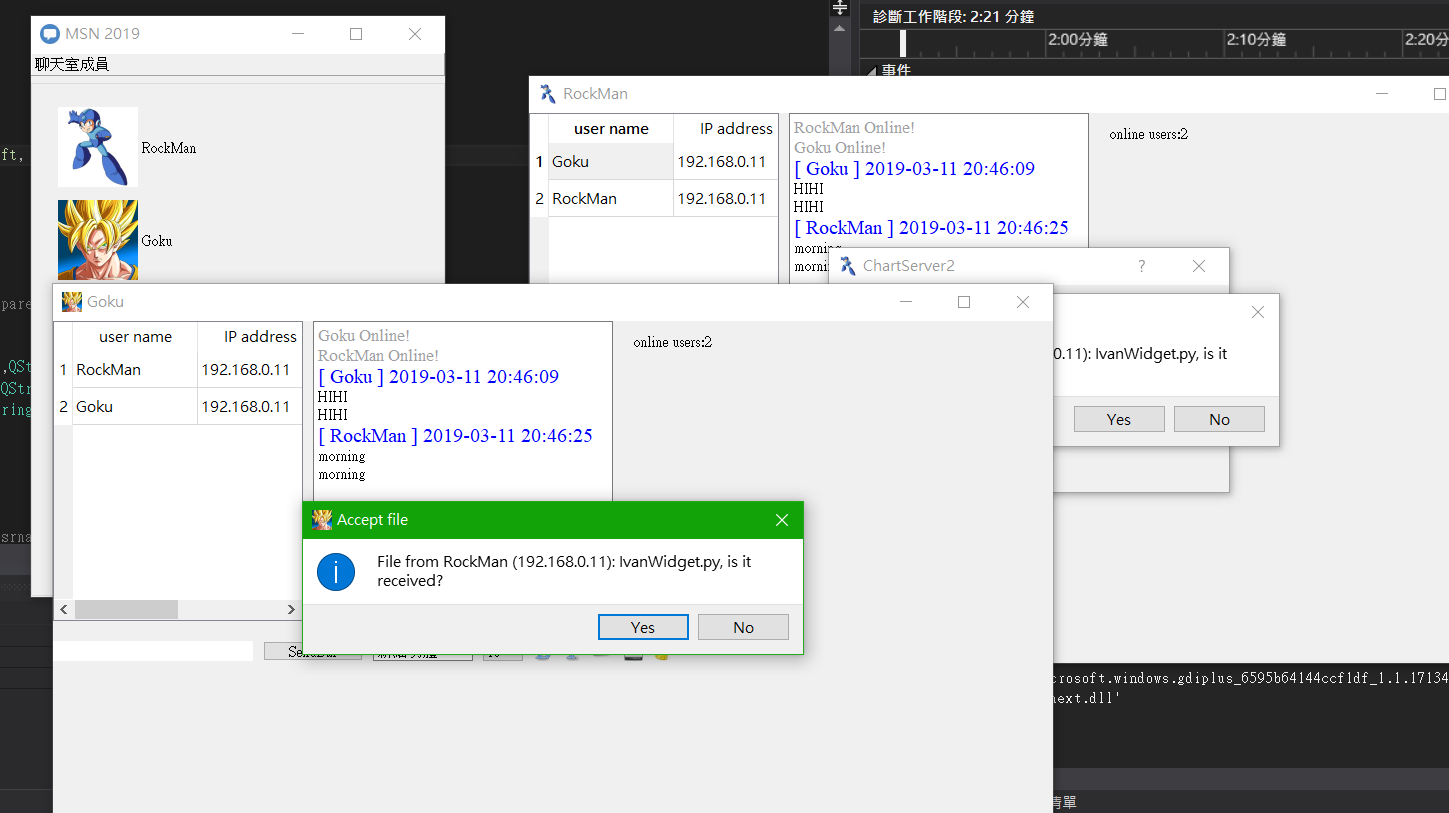 MSN 2019
聊天室成員
RockMan
Goku
診斷工作階段: 2:21 分鐘
2:00分鐘
2:10分鐘
2:20分
事件
ft,
RockMan
user name
IP address
1 Goku 192.168.0.11
2 RockMan 192.168.0.11
RockMan Online!
Goku Online!
[ Goku ] 2019-03-11 20:46:09
HIHI
HIHI
[ RockMan ] 2019-03-11 20:46:25
morning
online users:2
ChartServer2
?
0.11): IvanWidget.py, is it
Yes
No
Goku
user name
IP address
1 RockMan 192.168.0.11
2 Goku 192.168.0.11
Goku Online!
RockMan Online!
[ Goku ] 2019-03-11 20:46:09
HIHI
HIHI
[ RockMan ] 2019-03-11 20:46:25
morning
morning
online users:2
Accept file
File from RockMan (192.168.0.11): IvanWidget.py, is it
received?
Yes
No
pare
,QStr
QStr
ring
srna
crosoft.windows.gdiplus_6595b64144ccf1df_1.1.17134
next.dll'
清單